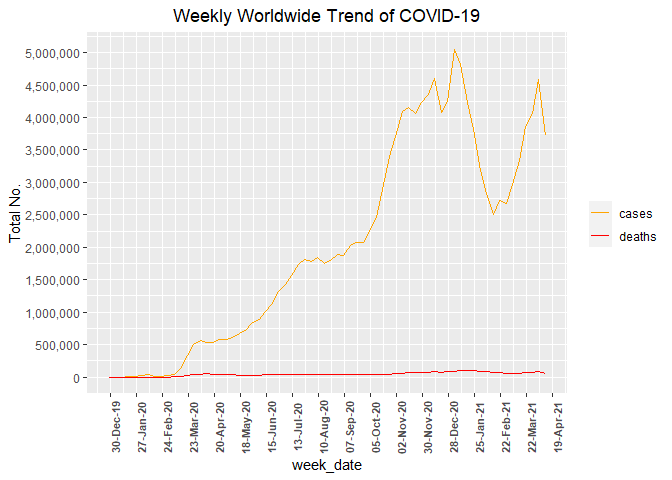 Weekly Worldwide Trend of COVID-19
Total No.
5,000,000
4,500,000
4,000,000
3,500,000
3,000,000
2,500,000
2,000,000
1,500,000
1,000,000
500,000
0
cases
deaths
30-Dec-19
27-Jan-20
24-Feb-20
23-Mar-20
20-Apr-20
18-May-20
15-Jun-20
13-Jul-20
10-Aug-20
07-Sep-20
05-Oct-20
02-Nov-20
30-Nov-20
28-Dec-20
25-Jan-21
22-Feb-21
22-Mar-21
19-Apr-21
week_date